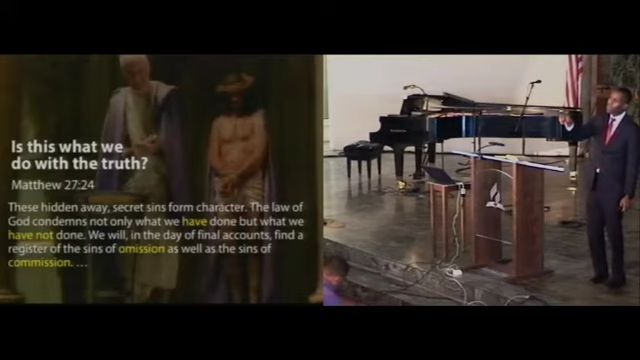 Is this what we
do with the truth?
Matthew 27:24
These hidden away, secret sins form character. The law of
God condemns not only what we have done but what we
have not done. We will, in the day of final accounts, find a
register of the sins of omission as well as the sins of
commission. ...